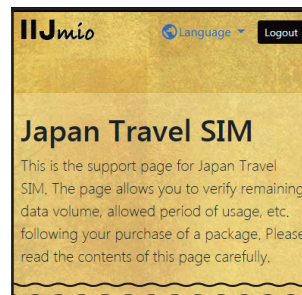 IIJmio
Language
Logout
Japan Travel SIM
This is the support page for Japan Travel
SIM. The page allows you to verify remaining
data volume, allowed period of usage, etc.
following your purchase of a package. Please
read the contents of this page carefully.